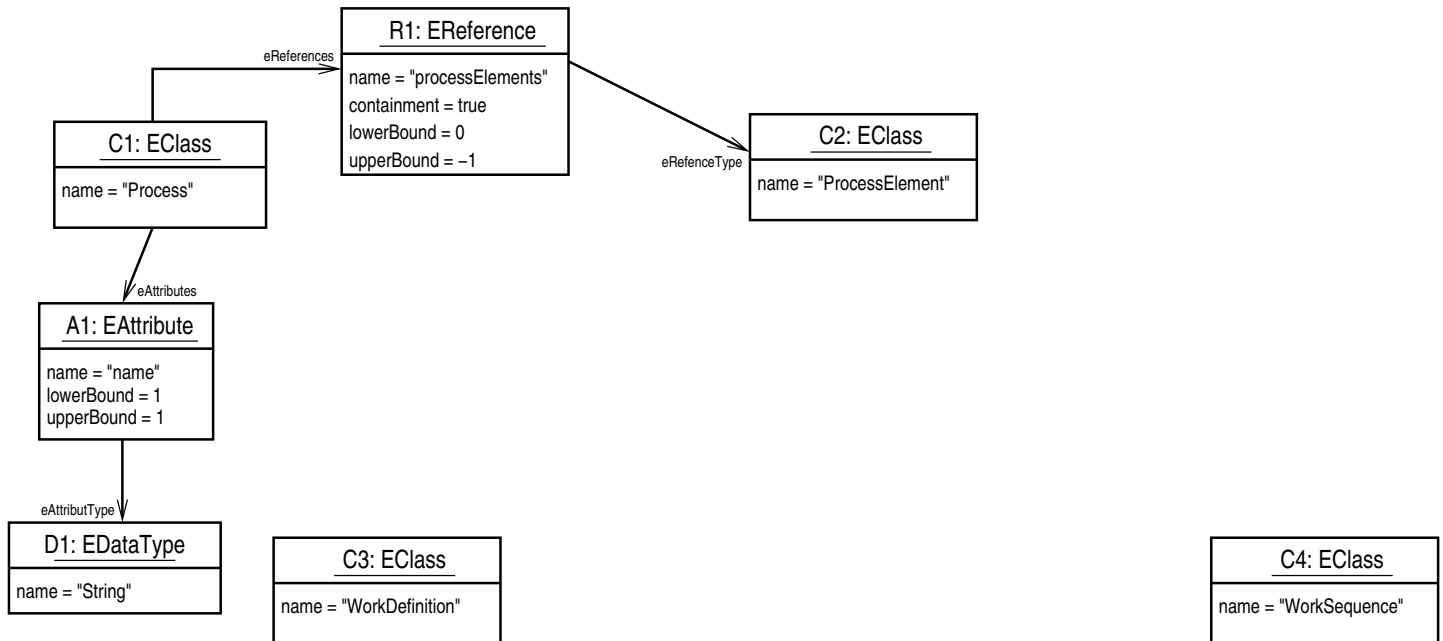 R1: EReference
eReferences
name = "processElements"
containment = true
lowerBound = 0
upperBound = −1
C1: EClass
name = "Process"
eRefenceType
C2: EClass
name = "ProcessElement"
eAttributes
A1: EAttribute
name = "name"
lowerBound = 1
upperBound = 1
eAttributType
D1: EDataType
name = "String"
C3: EClass
name = "WorkDefinition"
C4: EClass
name = "WorkSequence"